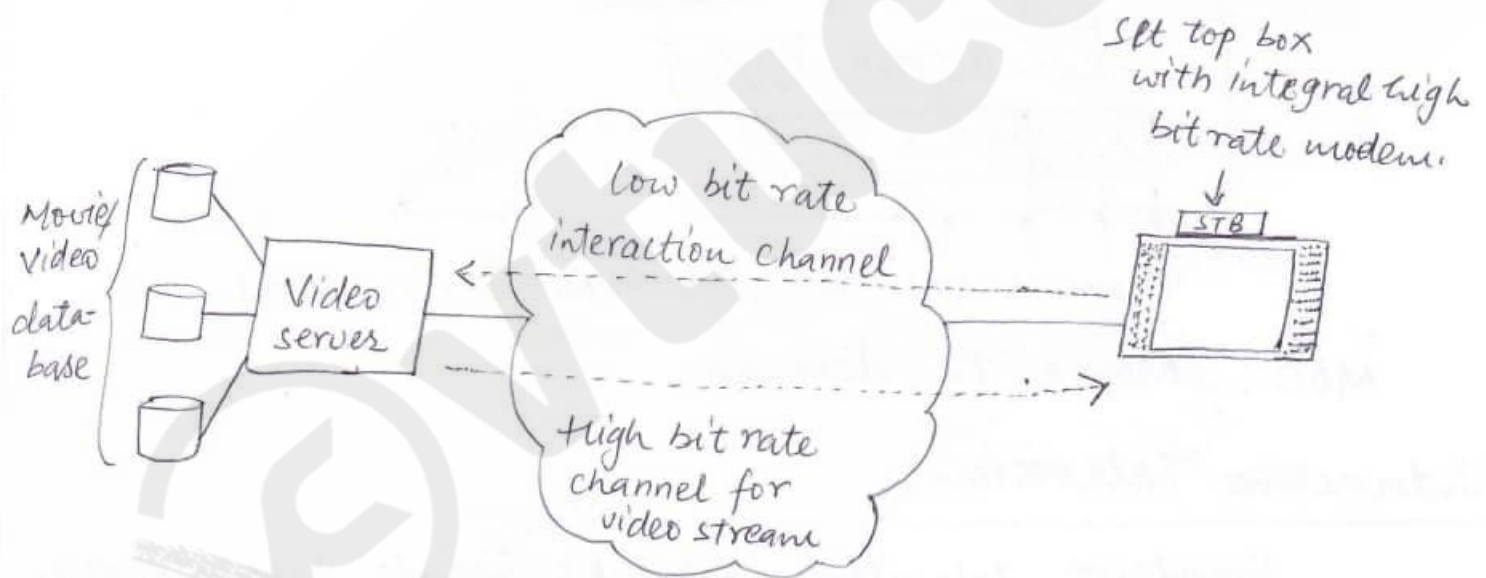 Set top box
with integral high
bit rate modem.
STB
Movie/
video
data-
base
Video
server
Low bit rate
interaction channel
High bit rate
channel for
video stream
©vtuc